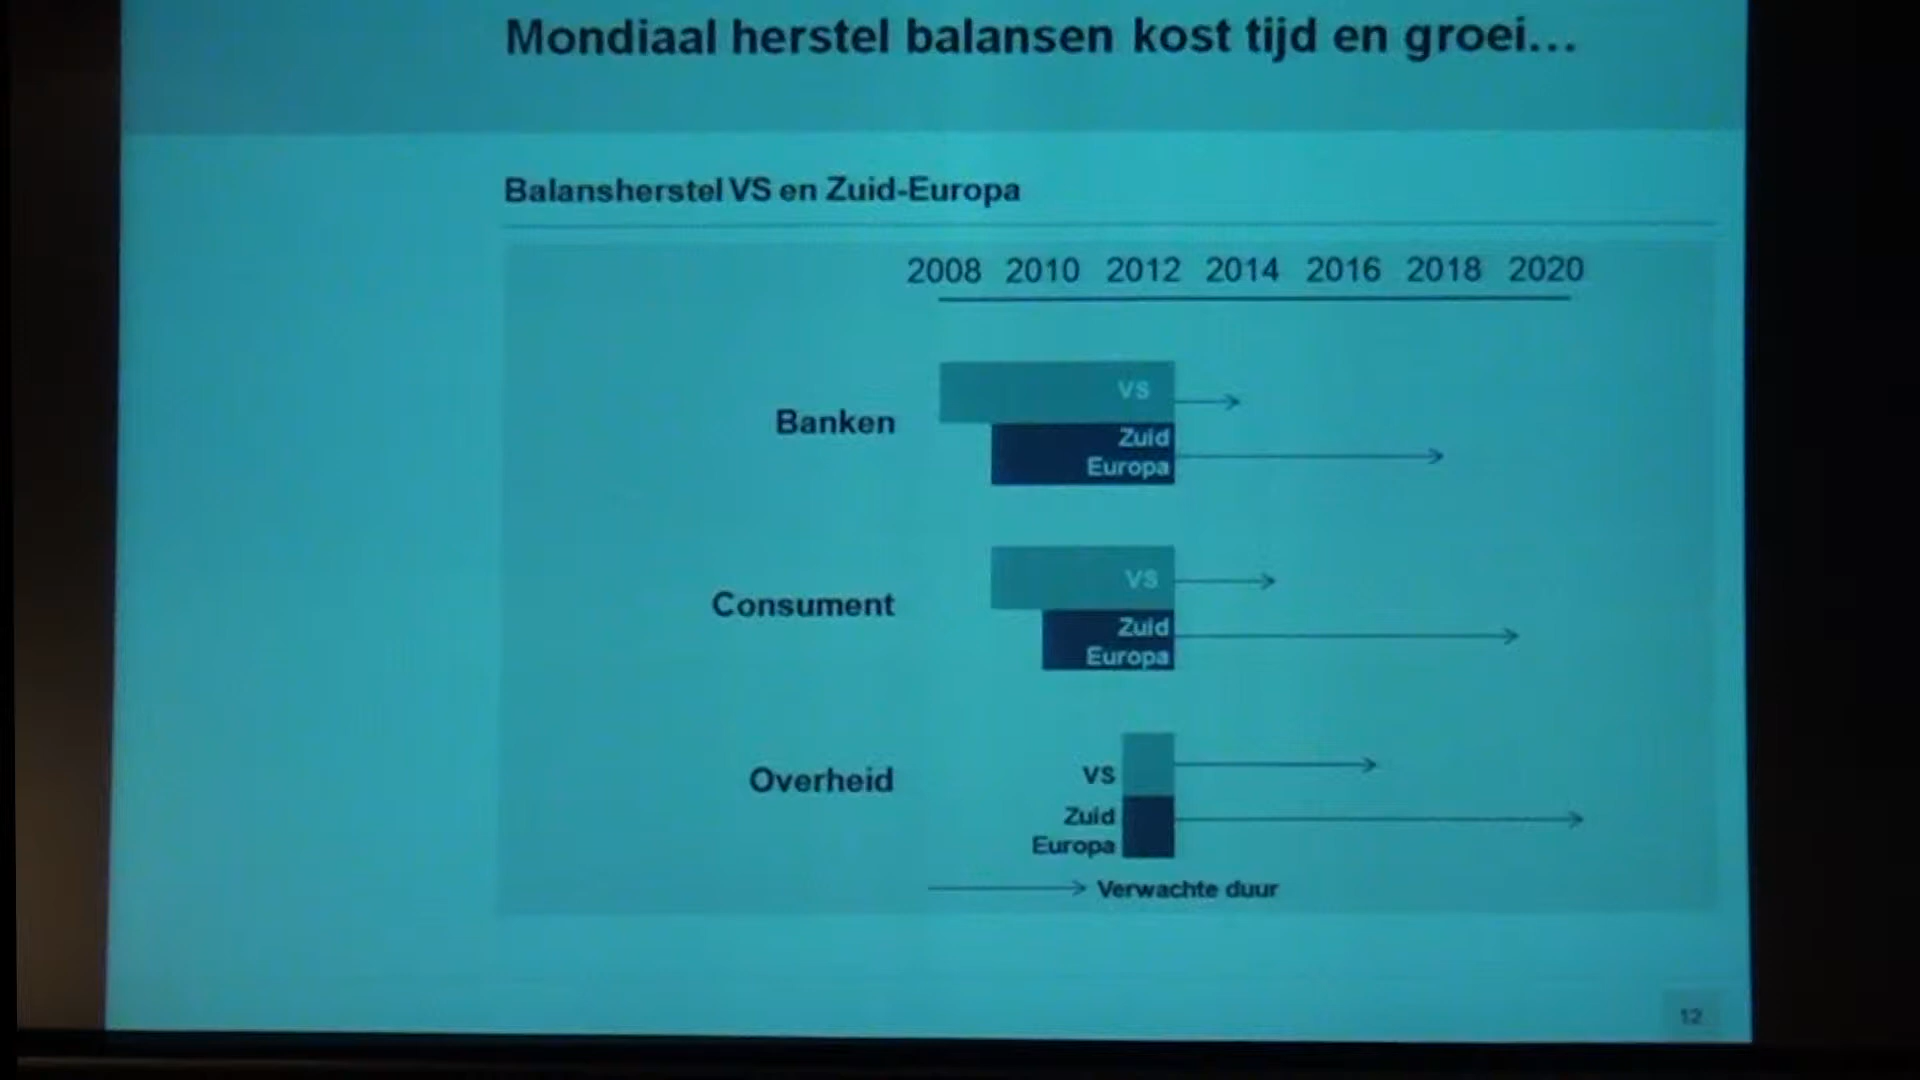 Mondiaal herstel balansen kost tijd en groei...
Balansherstel VS en Zuid-Europa
2008 2010 2012 2014 2016 2018 2020
Banken
VS
Zuid
Europa
Consument
VS
Zuid
Europa
Overheid
VS
Zuid
Europa
Verwachte duur
12